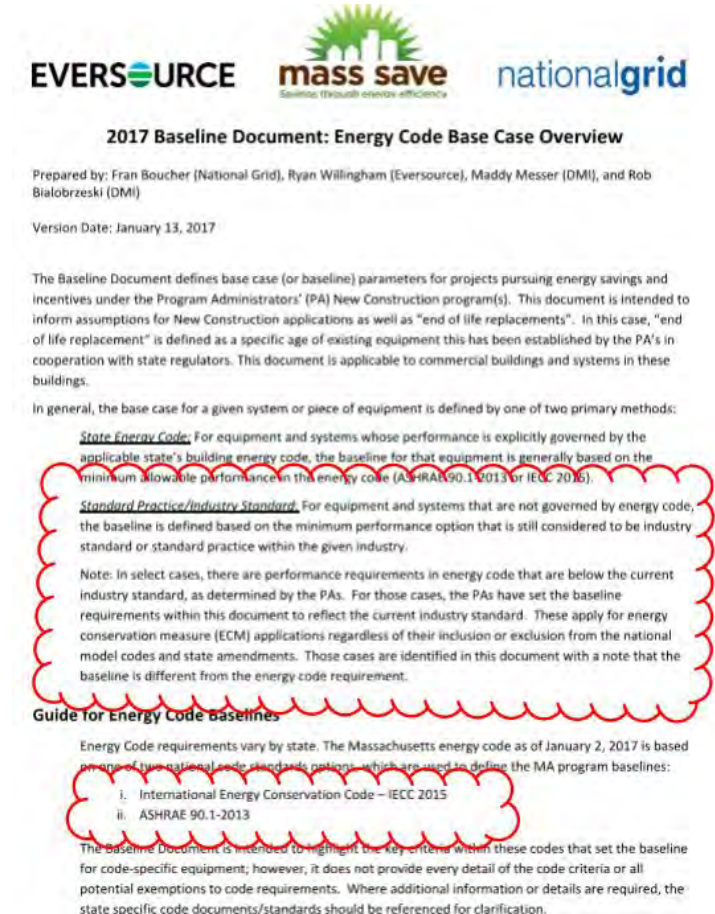 EVERSOURCE
mass save
Savings through energy efficiency
nationalgrid
2017 Baseline Document: Energy Code Base Case Overview
Prepared by: Fran Boucher (National Grid), Ryan Willingham (Eversource), Maddy Messer (DMI), and Rob
Bialobrzeski (DMI)
Version Date: January 13, 2017
The Baseline Document defines base case (or baseline) parameters for projects pursuing energy savings and
incentives under the Program Administrators' (PA) New Construction program(s). This document is intended to
inform assumptions for New Construction applications as well as "end of life replacements". In this case, "end
of life replacement" is defined as a specific age of existing equipment this has been established by the PA's in
cooperation with state regulators. This document is applicable to commercial buildings and systems in these
buildings.
In general, the base case for a given system or piece of equipment is defined by one of two primary methods:
State Energy Code: For equipment and systems whose performance is explicitly governed by the
applicable state's building energy code, the baseline for that equipment is generally based on the
minimum allowable performance in the energy code (ASHRAE 90.1-2013 or IECC 2015).
Standard Practice/Industry Standard: For equipment and systems that are not governed by energy code,
the baseline is defined based on the minimum performance option that is still considered to be industry
standard or standard practice within the given industry.
Note: In select cases, there are performance requirements in energy code that are below the current
industry standard, as determined by the PAs. For those cases, the PAs have set the baseline
requirements within this document to reflect the current industry standard. These apply for energy
conservation measure (ECM) applications regardless of their inclusion or exclusion from the national
model codes and state amendments. Those cases are identified in this document with a note that the
baseline is different from the energy code requirement.
Guide for Energy Code Baselines
Energy Code requirements vary by state. The Massachusetts energy code as of January 2, 2017 is based
on one of two national code standards options, which are used to define the MA program baselines:
i. International Energy Conservation Code – IECC 2015
ii. ASHRAE 90.1-2013
The Baseline Document is intended to highlight the key criteria within these codes that set the baseline
for code-specific equipment; however, it does not provide every detail of the code criteria or all
potential exemptions to code requirements. Where additional information or details are required, the
state specific code documents/standards should be referenced for clarification.